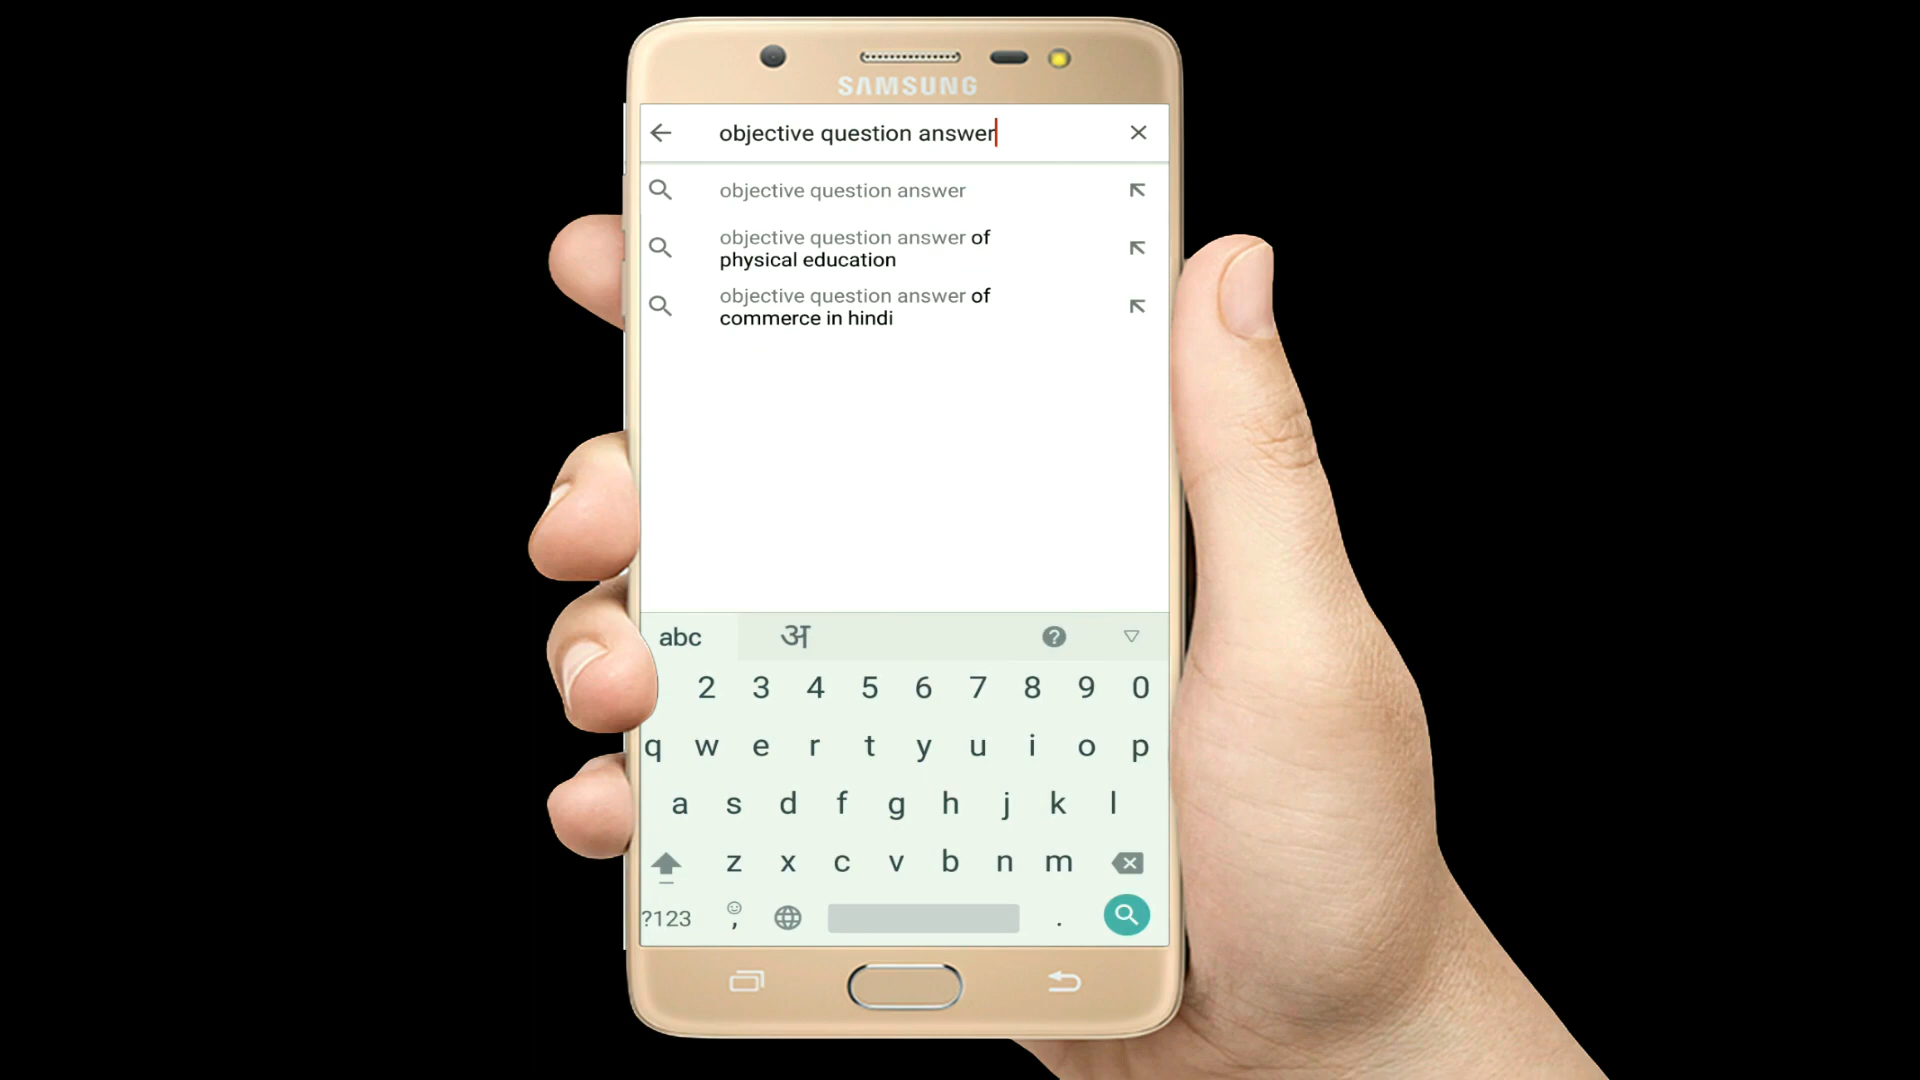 SAMSUNG
objective question answer
objective question answer
objective question answer of
physical education
objective question answer of
commerce in hindi
abc अ ?
2 3 4 5 6 7 8 9 0
q w e r t y u i o p
a s d f g h j k l
z x c v b n m
?123 , .